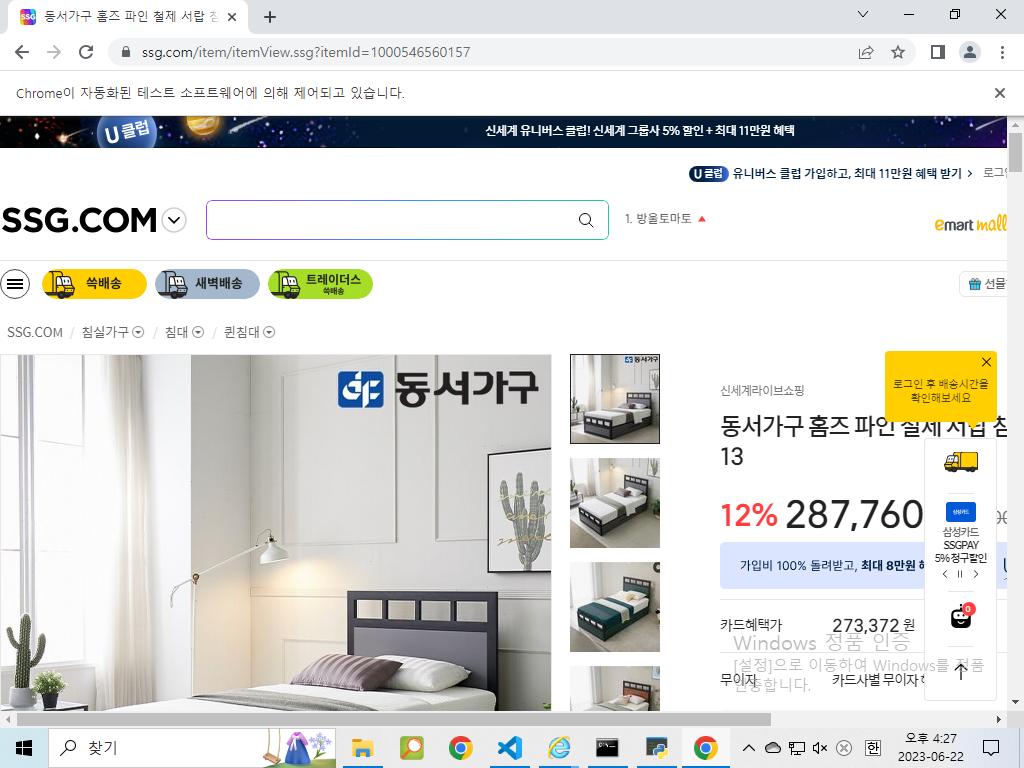 동서가구 홈즈 파인 철제 서랍 침
ssg.com/item/itemView.ssg?itemId=1000546560157
Chrome이 자동화된 테스트 소프트웨어에 의해 제어되고 있습니다.
U 클럽
신세계 유니버스 클럽! 신세계 그룹사 5% 할인 + 최대 11만원 혜택
U 클럽 유니버스 클럽 가입하고, 최대 11만원 혜택 받기 > 로그인
SSG.COM
1. 방울토마토
emart mall
쓱배송
새벽배송
트레이더스
쓱배송
선물
SSG.COM / 침실가구 / 침대 / 퀸침대
동서가구
동서가구
로그인 후 배송시간을
확인해보세요
신세계라이브쇼핑
동서가구 홈즈 파인 철제 서랍 침
13
12% 287,760
삼성카드
삼성카드
SSGPAY
5% 청구할인
가입비 100% 돌려받고, 최대 8만원
카드혜택가 273,372 원
0
무이자 카드사별 무이자
Windows 정품 인증
[설정]으로 이동하여 Windows를 정품
인증합니다.
찾기
한
오후 4:27
2023-06-22